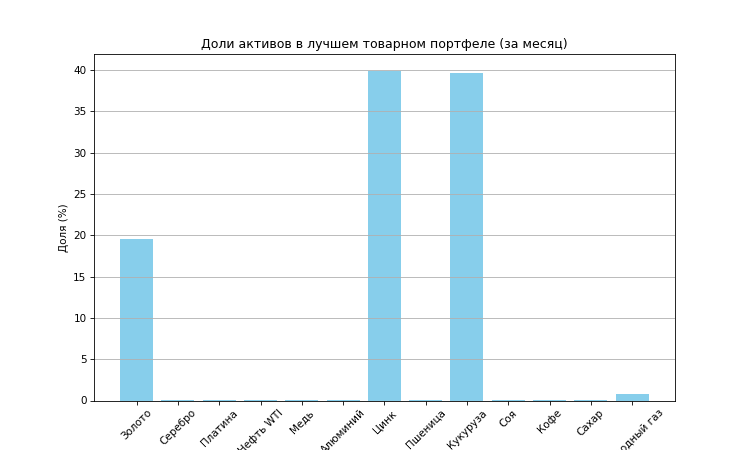 Доли активов в лучшем товарном портфеле (за месяц)
Доля (%)
40
35
30
25
20
15
10
5
0
Золото
Серебро
Платина
Нефть WTI
Медь
Алюминий
Цинк
Пшеница
Кукуруза
Соя
Кофе
Сахар
газ